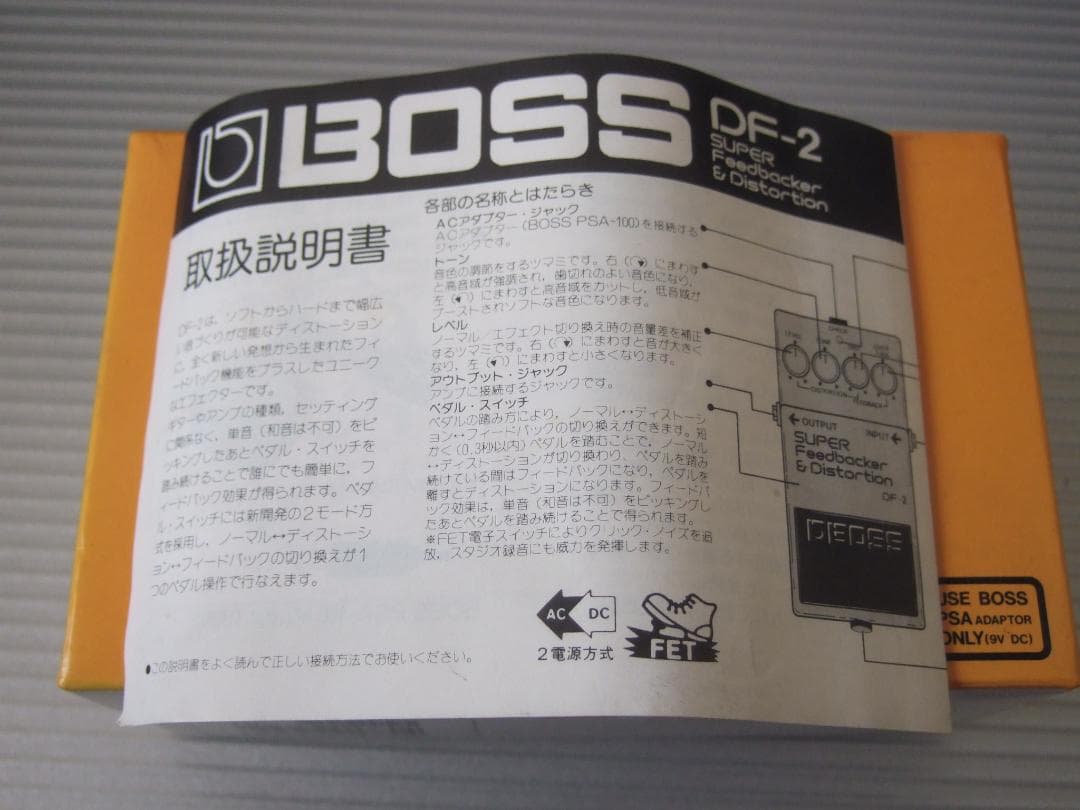 BOSS
DF-2
SUPER
Feedbacker
& Distortion
取扱説明書
DF-2は、ソフトからハードまで幅広
い音づくりが可能なディストーション
に、全く新しい発想から生まれたフィ
ードバック機能をプラスしたユニーク
なエフェクターです。
ギターやアンプの種類，セッティング
に関係なく，単音（和音は不可）をピ
ッキングしたあとペダル・スイッチを
踏み続けることで誰にでも簡単に，フ
ィードバック効果が得られます。ペダ
ル・スイッチには新開発の2モード方
式を採用し，ノーマル↔ディストーシ
ョン↔フィードバックの切り換えが1
つのペダル操作で行なえます。
●この説明書をよく読んで正しい接続方法でお使いください。
各部の名称とはたらき
ACアダプター・ジャック
ACアダプター（BOSS PSA-100）を接続する
ジャックです。
トーン
音色の調節をするツマミです。右（）にまわす
と高音域が強調され，歯切れのよい音色になり，
左（）にまわすと高音域をカットし，低音域が
ブーストされソフトな音色になります。
レベル
ノーマル・エフェクト切り換え時の音量差を補正
するツマミです。右（）にまわすと音が大きく
なり，左（）にまわすと小さくなります。
アウトプット・ジャック
アンプに接続するジャックです。
ペダル・スイッチ
ペダルの踏み方により，ノーマル↔ディストーシ
ョン↔フィードバックの切り換えができます。短
かく（0.3秒以内）ペダルを踏むことで，ノーマル
↔ディストーションが切り換わり，ペダルを踏み
続けている間はフィードバックになり，ペダルを
離すとディストーションになります。フィードバ
ック効果は，単音（和音は不可）をピッキングし
たあとペダルを踏み続けることで得られます。
※FET電子スイッチによりクリック・ノイズを追
放，スタジオ録音にも威力を発揮します。
AC DC
2電源方式
FET
←OUTPUT INPUT←
SUPER
Feedbacker
& Distortion
DF-2
USE BOSS
PSA ADAPTOR
ONLY (9V DC)